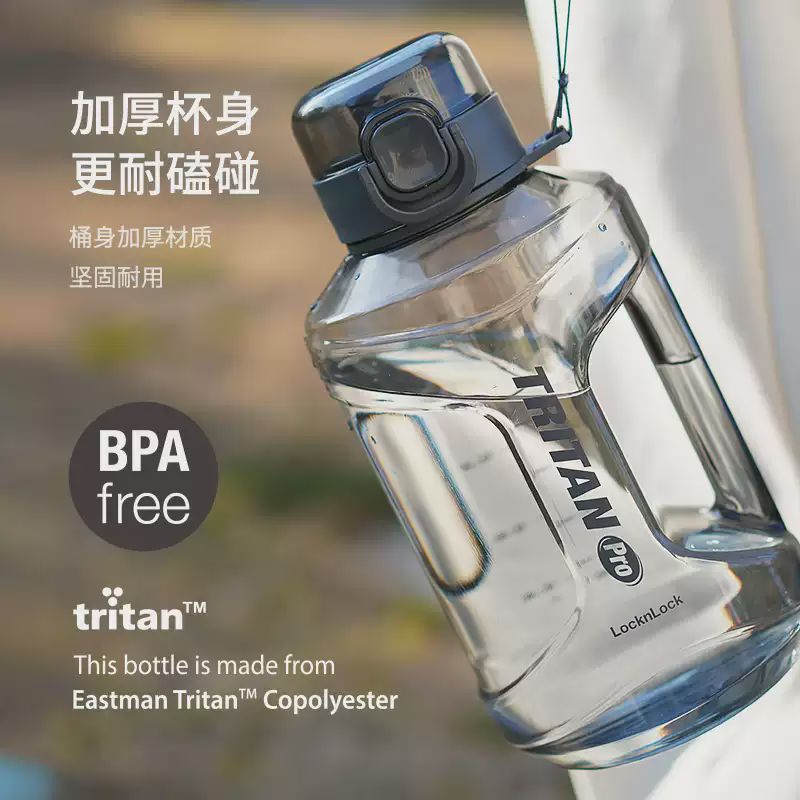 加厚杯身
更耐磕碰
桶身加厚材质
坚固耐用
BPA
free
tritan™
This bottle is made from
Eastman Tritan™ Copolyester
TRITAN
Pro
LocknLock